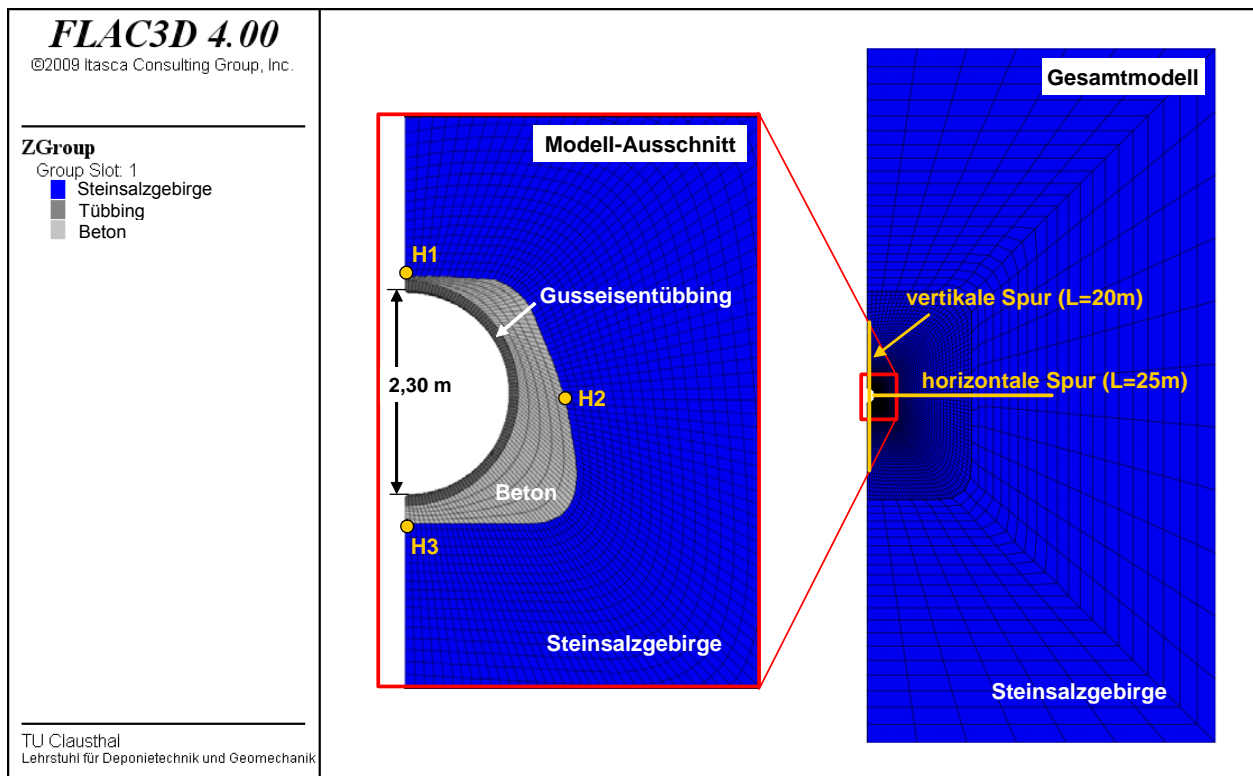 FLAC3D 4.00
©2009 Itasca Consulting Group, Inc.
ZGroup
Group Slot: 1
Steinsalzgebirge
Tübbing
Beton
TU Clausthal
Lehrstuhl für Deponietechnik und Geomechanik
Modell-Ausschnitt
H1
Gusseisentübbing
2,30 m
H2
Beton
H3
Steinsalzgebirge
Gesamtmodell
vertikale Spur (L=20m)
horizontale Spur (L=25m)
Steinsalzgebirge